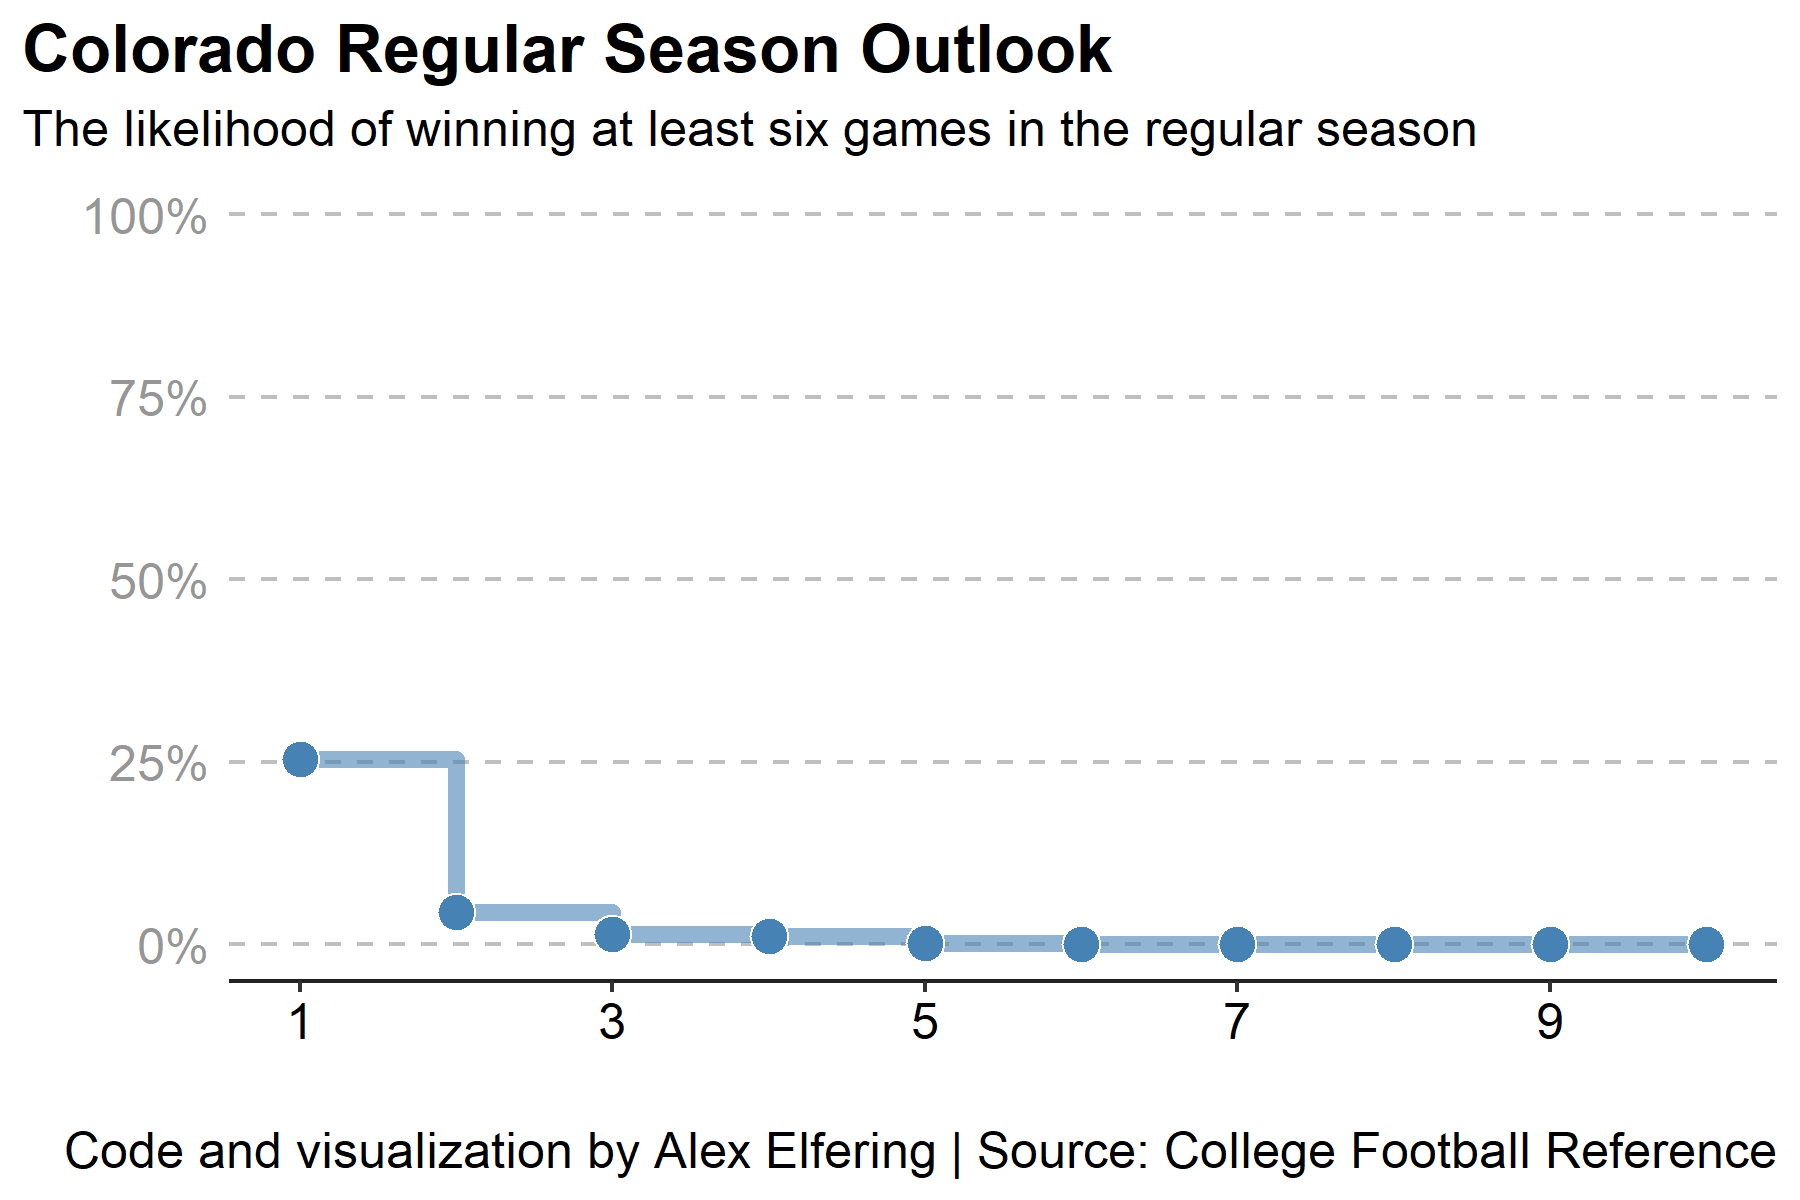 Colorado Regular Season Outlook
The likelihood of winning at least six games in the regular season
100%
75%
50%
25%
0%
1 3 5 7 9
Code and visualization by Alex Elfering | Source: College Football Reference